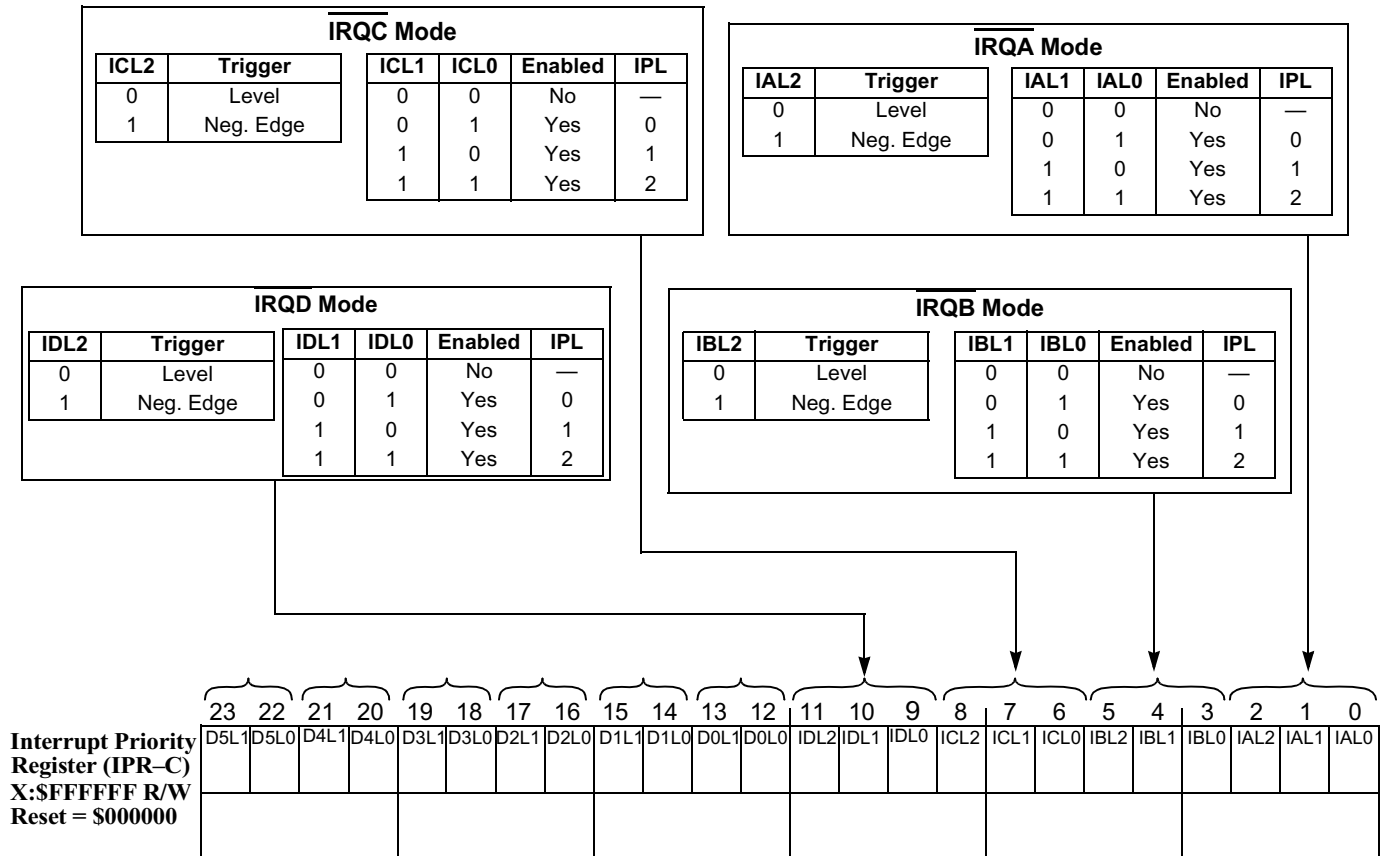 IRQC Mode
ICL2 Trigger
0 Level
1 Neg. Edge
ICL1 ICL0 Enabled IPL
0 0 No —
0 1 Yes 0
1 0 Yes 1
1 1 Yes 2
IRQA Mode
IAL2 Trigger
0 Level
1 Neg. Edge
IAL1 IAL0 Enabled IPL
0 0 No —
0 1 Yes 0
1 0 Yes 1
1 1 Yes 2
IRQD Mode
IDL2 Trigger
0 Level
1 Neg. Edge
IDL1 IDL0 Enabled IPL
0 0 No —
0 1 Yes 0
1 0 Yes 1
1 1 Yes 2
IRQB Mode
IBL2 Trigger
0 Level
1 Neg. Edge
IBL1 IBL0 Enabled IPL
0 0 No —
0 1 Yes 0
1 0 Yes 1
1 1 Yes 2
23 22 21 20 19 18 17 16 15 14 13 12 11 10 9 8 7 6 5 4 3 2 1 0
D5L1 D5L0 D4L1 D4L0 D3L1 D3L0 D2L1 D2L0 D1L1 D1L0 D0L1 D0L0 IDL2 IDL1 IDL0 ICL2 ICL1 ICL0 IBL2 IBL1 IBL0 IAL2 IAL1 IAL0
Interrupt Priority
Register (IPR–C)
X:$FFFFFF R/W
Reset = $000000